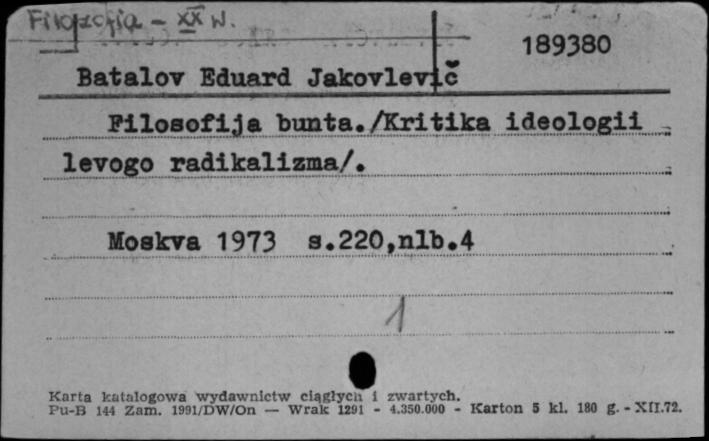 Filozofia - XX w.
189380
Batalov Eduard Jakovlevič
Filosofija bunta./Kritika ideologii
levogo radikalizma/.
Moskva 1973 s.220,nlb.4
1
Karta katalogowa wydawnictw ciągłych i zwartych.
Pu-B 144 Zam. 1991/DW/On — Wrak 1291 - 4.350.000 - Karton 5 kl. 180 g. - XII.72.